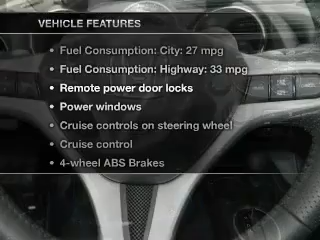 VEHICLE FEATURES
• Fuel Consumption: City: 27 mpg
• Fuel Consumption: Highway: 33 mpg
• Remote power door locks
• Power windows
• Cruise controls on steering wheel
• Cruise control
• 4-wheel ABS Brakes